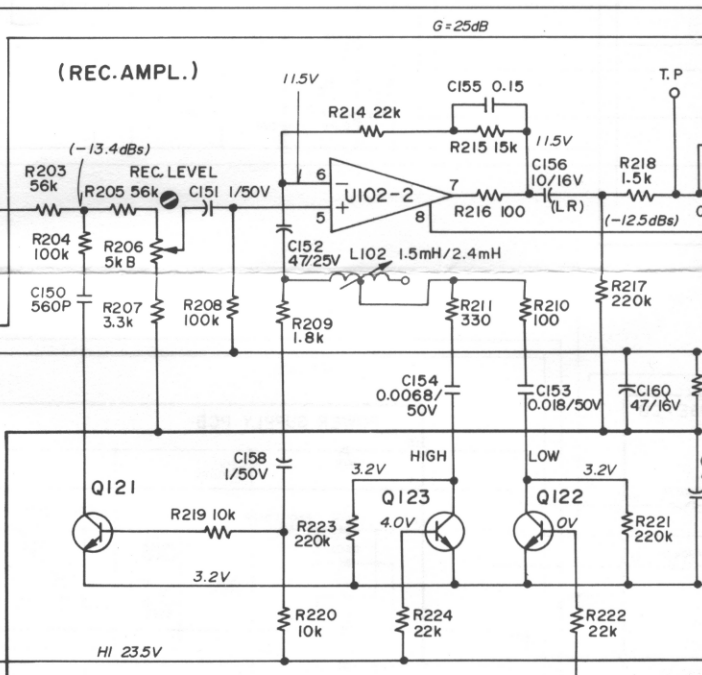 G=25dB
(REC.AMPL.)
11.5V
C155 0.15
T.P
R214 22k
R215 15k
11.5V
(-13.4dBs)
REC.LEVEL
R203
56k
R205 56k
C151 1/50V
6
−
5
+
U102-2
7
8
R216 100
C156
10/16V
(LR)
R218
1.5k
(-12.5dBs)
R204
100k
R206
5kB
C152
47/25V
L102 1.5mH/2.4mH
C150
560P
R207
3.3k
R208
100k
R209
1.8k
R211
330
R210
100
R217
220k
C154
0.0068/
50V
C153
0.018/50V
C160
47/16V
C158
1/50V
HIGH
LOW
3.2V
3.2V
Q121
Q123
Q122
R219 10k
R223
220k
4.0V
0V
R221
220k
3.2V
R220
10k
R224
22k
R222
22k
HI 23.5V